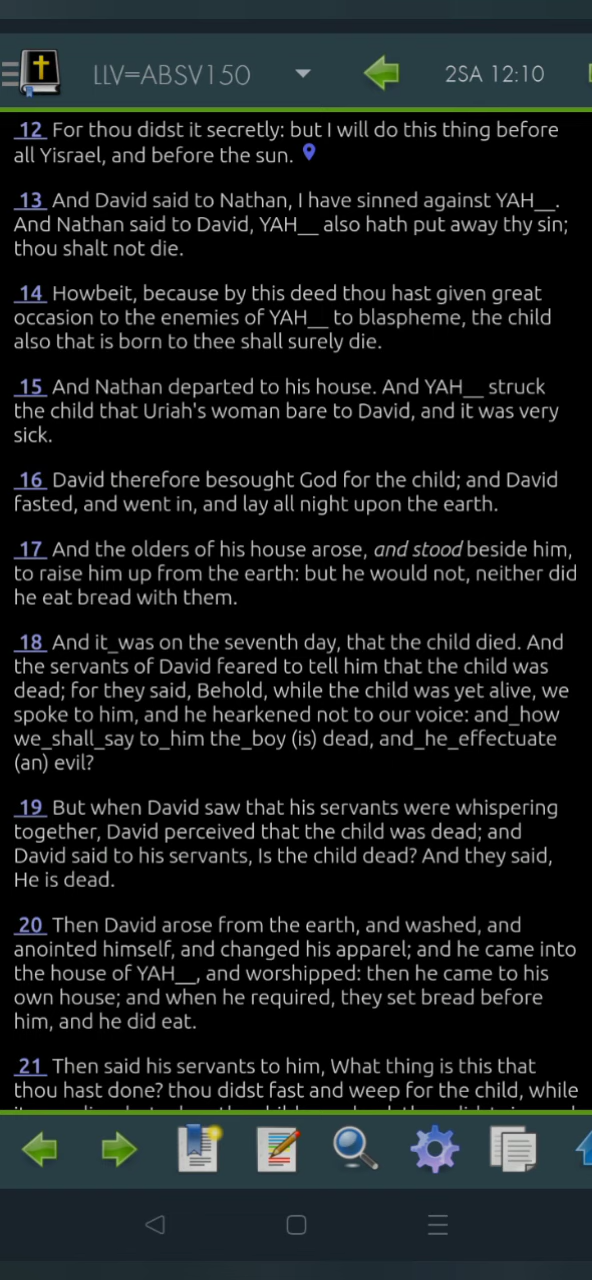 LLV=ABSV150
2SA 12:10
12 For thou didst it secretly: but I will do this thing before
all Yisrael, and before the sun.
13 And David said to Nathan, I have sinned against YAH__.
And Nathan said to David, YAH__ also hath put away thy sin;
thou shalt not die.
14 Howbeit, because by this deed thou hast given great
occasion to the enemies of YAH__ to blaspheme, the child
also that is born to thee shall surely die.
15 And Nathan departed to his house. And YAH__ struck
the child that Uriah's woman bare to David, and it was very
sick.
16 David therefore besought God for the child; and David
fasted, and went in, and lay all night upon the earth.
17 And the olders of his house arose, and stood beside him,
to raise him up from the earth: but he would not, neither did
he eat bread with them.
18 And it_was on the seventh day, that the child died. And
the servants of David feared to tell him that the child was
dead; for they said, Behold, while the child was yet alive, we
spoke to him, and he hearkened not to our voice: and_how
we_shall_say to_him the_boy (is) dead, and_he_effectuate
(an) evil?
19 But when David saw that his servants were whispering
together, David perceived that the child was dead; and
David said to his servants, Is the child dead? And they said,
He is dead.
20 Then David arose from the earth, and washed, and
anointed himself, and changed his apparel; and he came into
the house of YAH__, and worshipped: then he came to his
own house; and when he required, they set bread before
him, and he did eat.
21 Then said his servants to him, What thing is this that
thou hast done? thou didst fast and weep for the child, while